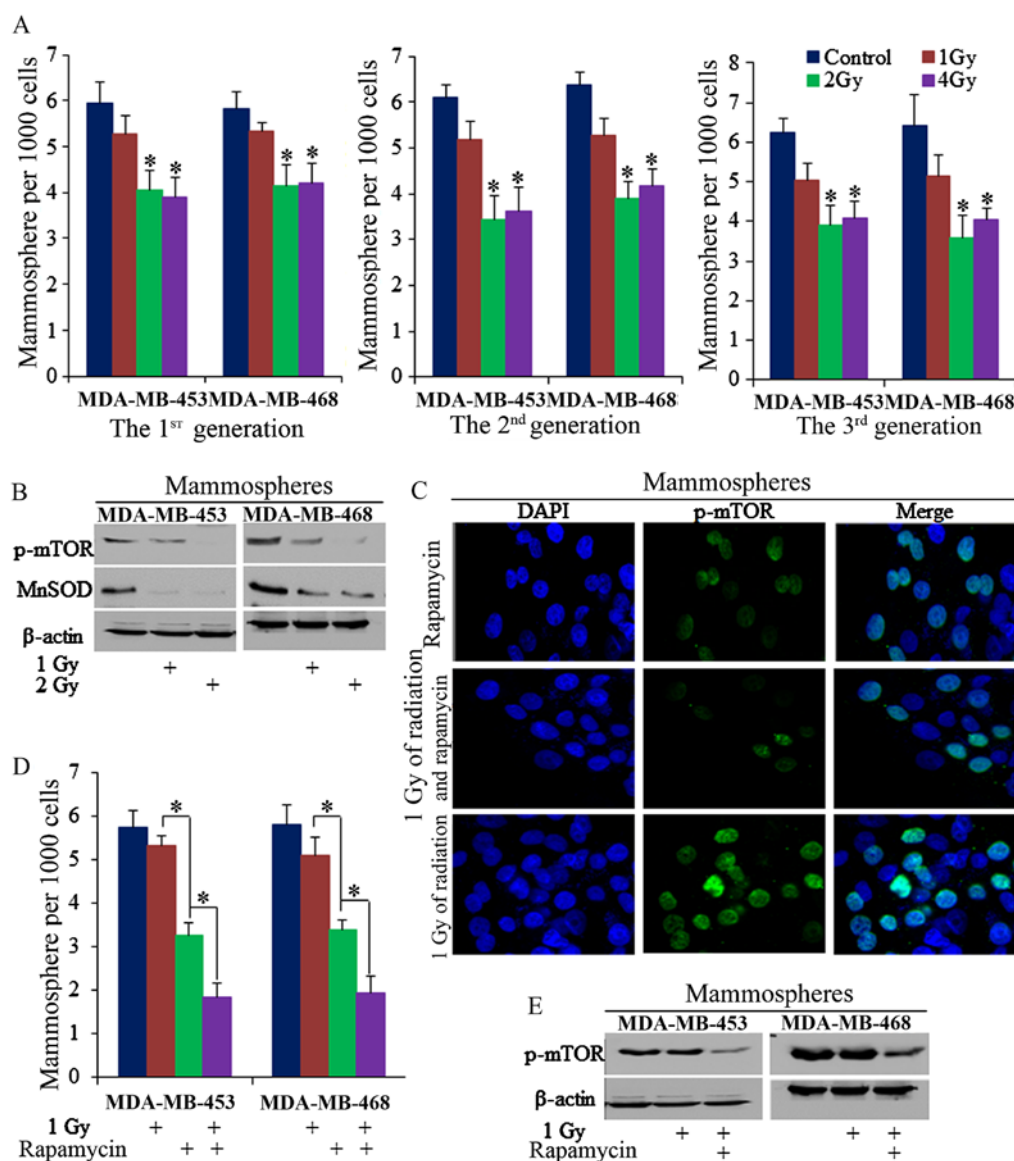 A
Mammosphere per 1000 cells
7
6
5
4
3
2
1
0
* * * *
MDA-MB-453 MDA-MB-468
The 1ST generation
Mammosphere per 1000 cells
7
6
5
4
3
2
1
0
* * * *
MDA-MB-453 MDA-MB-468
The 2nd generation
Control 1Gy
2Gy 4Gy
Mammosphere per 1000 cells
8
7
6
5
4
3
2
1
0
* * * *
MDA-MB-453 MDA-MB-468
The 3rd generation
B
Mammospheres
MDA-MB-453 MDA-MB-468
p-mTOR
MnSOD
β-actin
1 Gy + +
2 Gy + +
C
Mammospheres
DAPI p-mTOR Merge
Rapamycin
1 Gy of radiation
and rapamycin
1 Gy of radiation
D
Mammosphere per 1000 cells
7
6
5
4
3
2
1
0
* * * *
MDA-MB-453 MDA-MB-468
1 Gy + + + +
Rapamycin + + + +
E
Mammospheres
MDA-MB-453 MDA-MB-468
p-mTOR
β-actin
1 Gy + + + +
Rapamycin + +